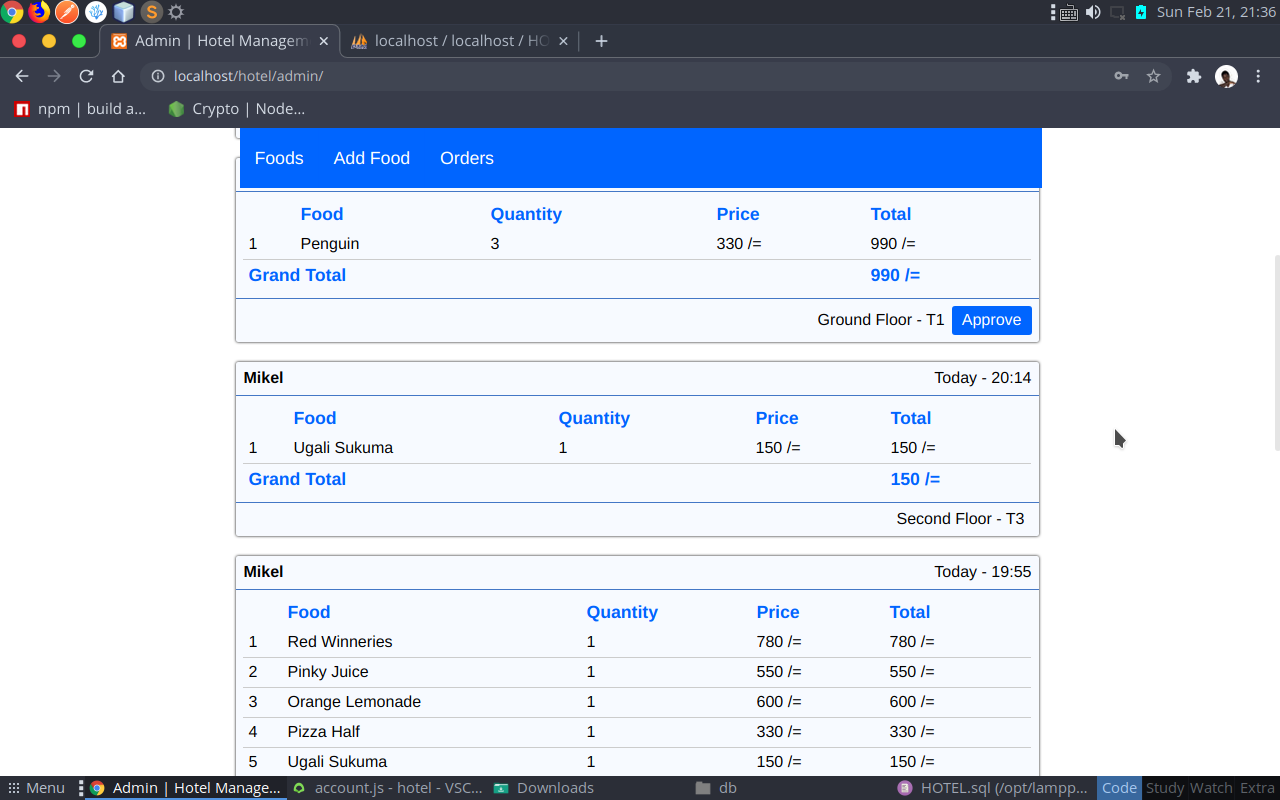 Sun Feb 21, 21:36
Admin | Hotel Managem
localhost / localhost / HO
localhost/hotel/admin/
npm | build a...
Crypto | Node...
Foods Add Food Orders
Food Quantity Price Total
1 Penguin 3 330 /= 990 /=
Grand Total 990 /=
Ground Floor - T1 Approve
Mikel Today - 20:14
Food Quantity Price Total
1 Ugali Sukuma 1 150 /= 150 /=
Grand Total 150 /=
Second Floor - T3
Mikel Today - 19:55
Food Quantity Price Total
1 Red Winneries 1 780 /= 780 /=
2 Pinky Juice 1 550 /= 550 /=
3 Orange Lemonade 1 600 /= 600 /=
4 Pizza Half 1 330 /= 330 /=
5 Ugali Sukuma 1 150 /= 150 /=
Menu Admin | Hotel Manage... account.js - hotel - VSC... Downloads db HOTEL.sql (/opt/lampp... Code Study Watch Extra